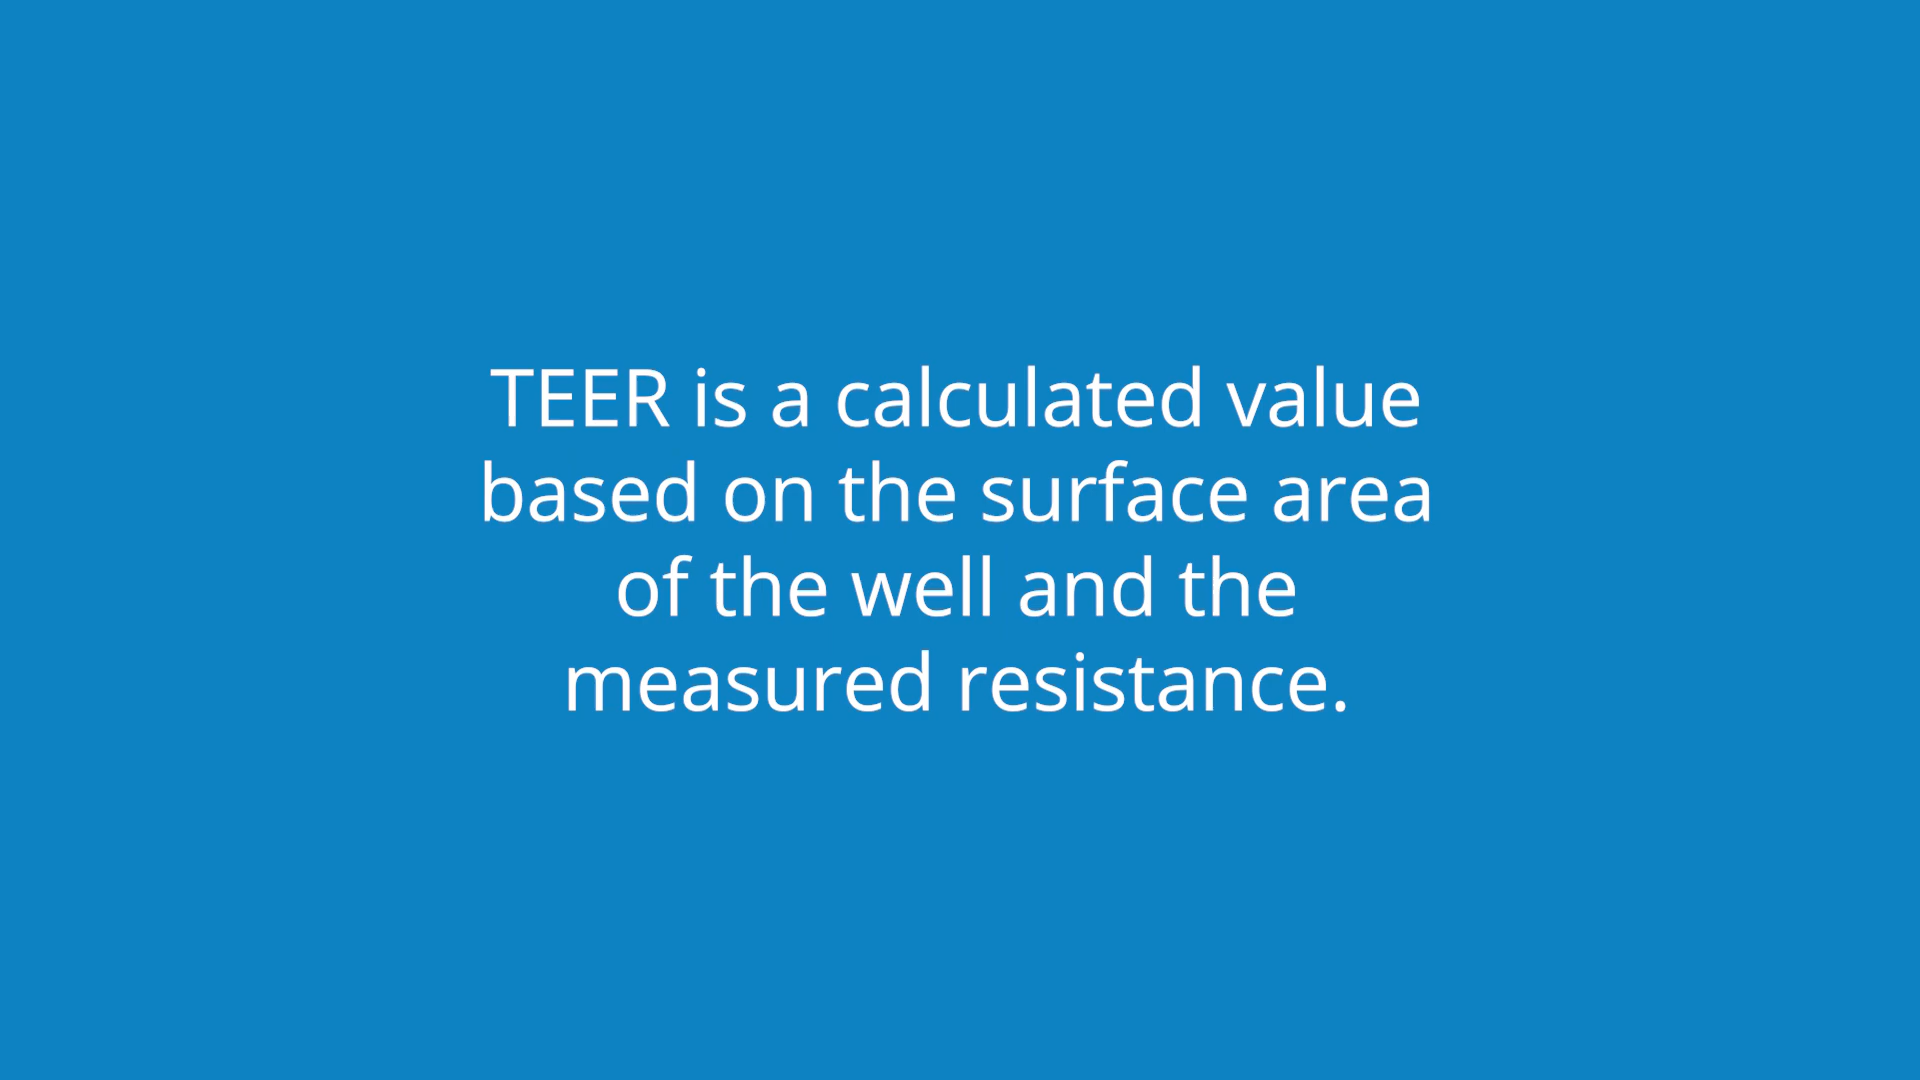 TEER is a calculated value
based on the surface area
of the well and the
measured resistance.